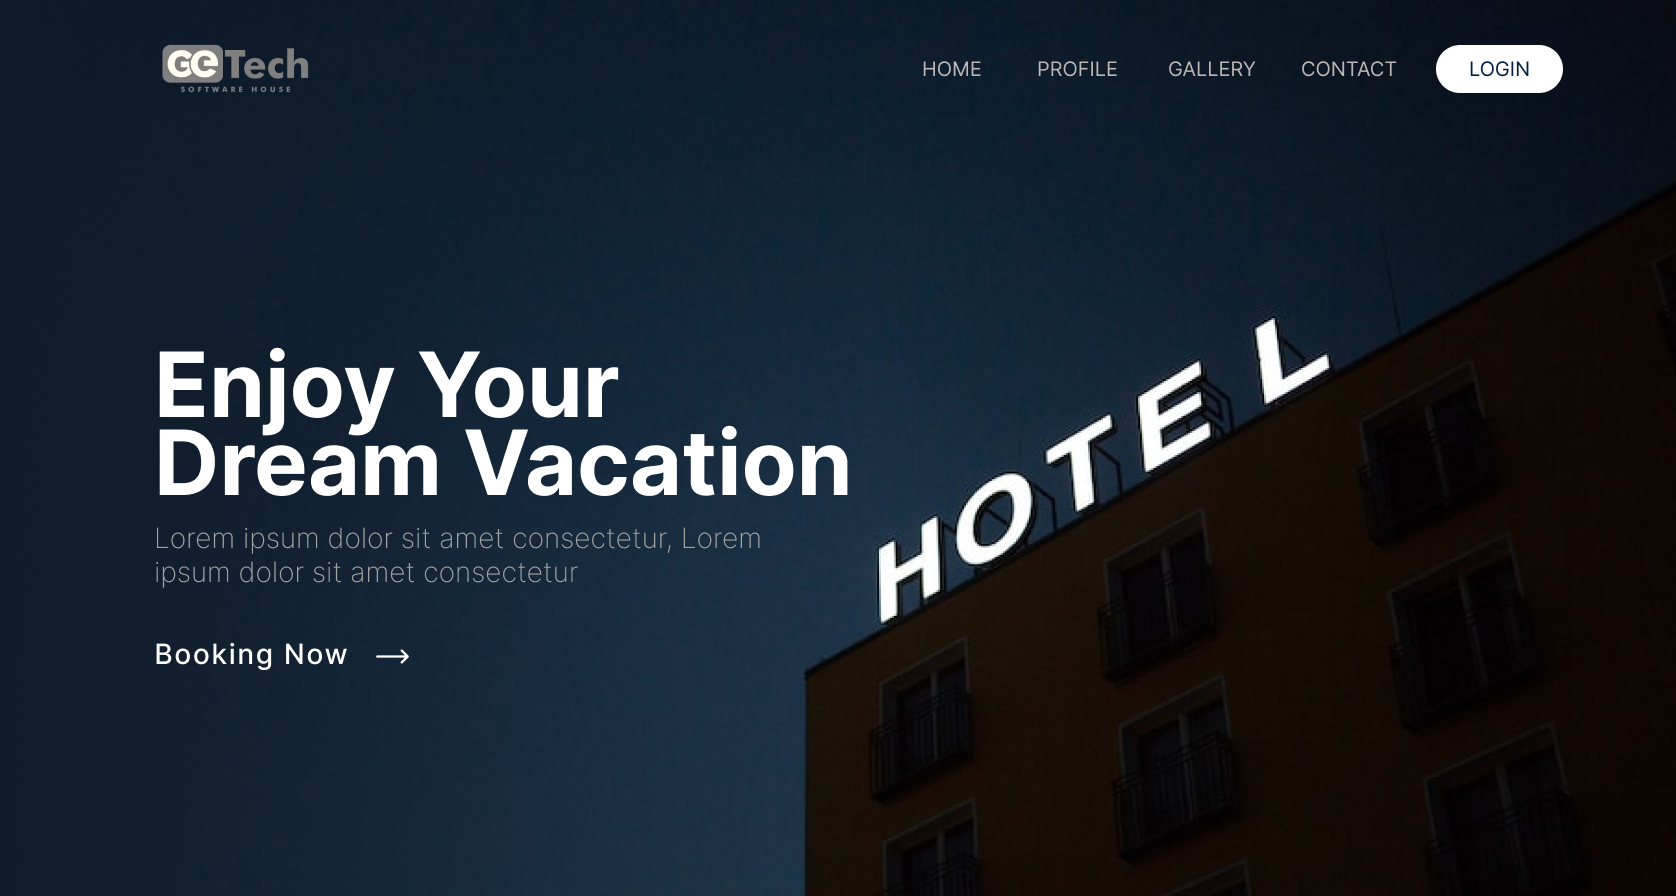 GeTech
SOFTWARE HOUSE
HOME PROFILE GALLERY CONTACT LOGIN
Enjoy Your
Dream Vacation
Lorem ipsum dolor sit amet consectetur, Lorem
ipsum dolor sit amet consectetur
Booking Now →
HOTEL